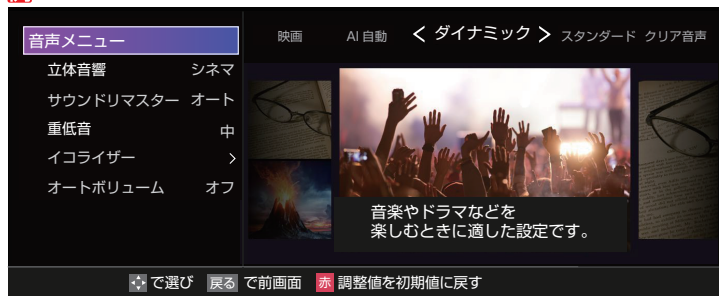 音声メニュー
立体音響 シネマ
サウンドリマスター オート
重低音 中
イコライザー >
オートボリューム オフ
映画 AI 自動 < ダイナミック > スタンダード クリア音声
音楽やドラマなどを
楽しむときに適した設定です。
で選び 戻る で前画面 赤 調整値を初期値に戻す